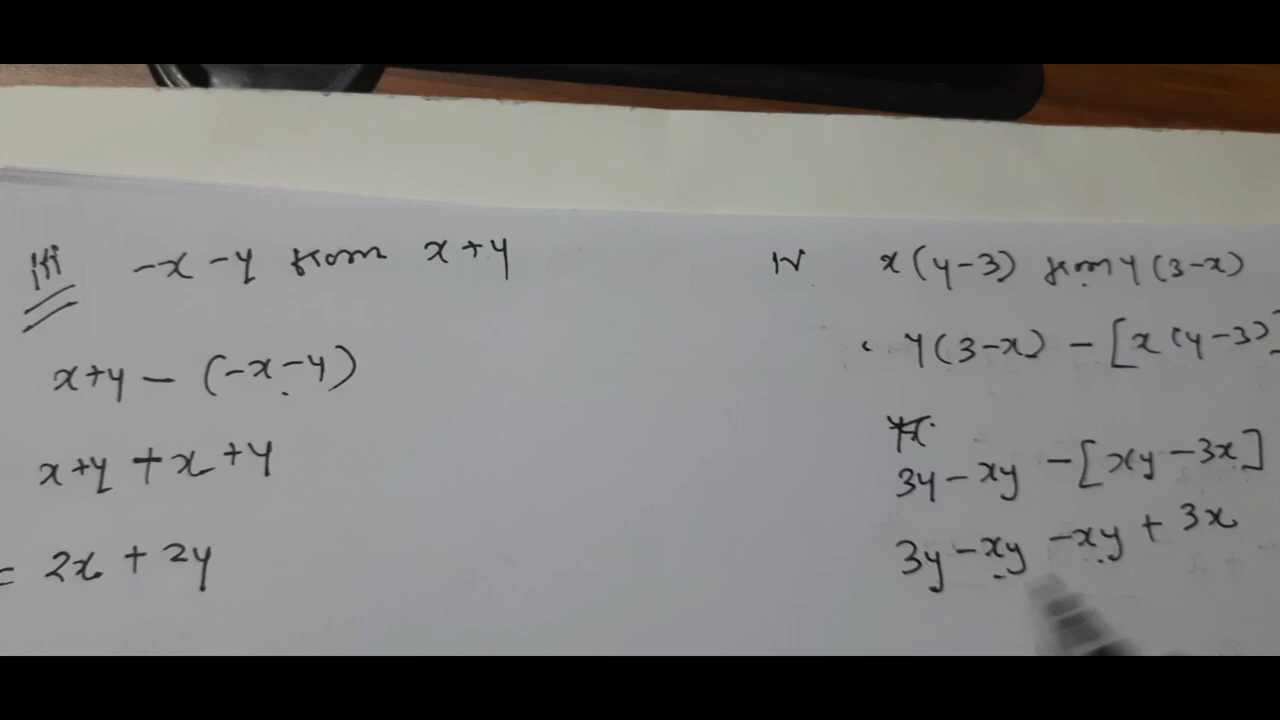 iii -x - y from x + y
x + y - (-x - y)
x + y + x + y
= 2x + 2y
iv x(y-3) from y(3-x)
y(3-x) - [x(y-3)]
3y - xy - [xy - 3x]
3y - xy - xy + 3x